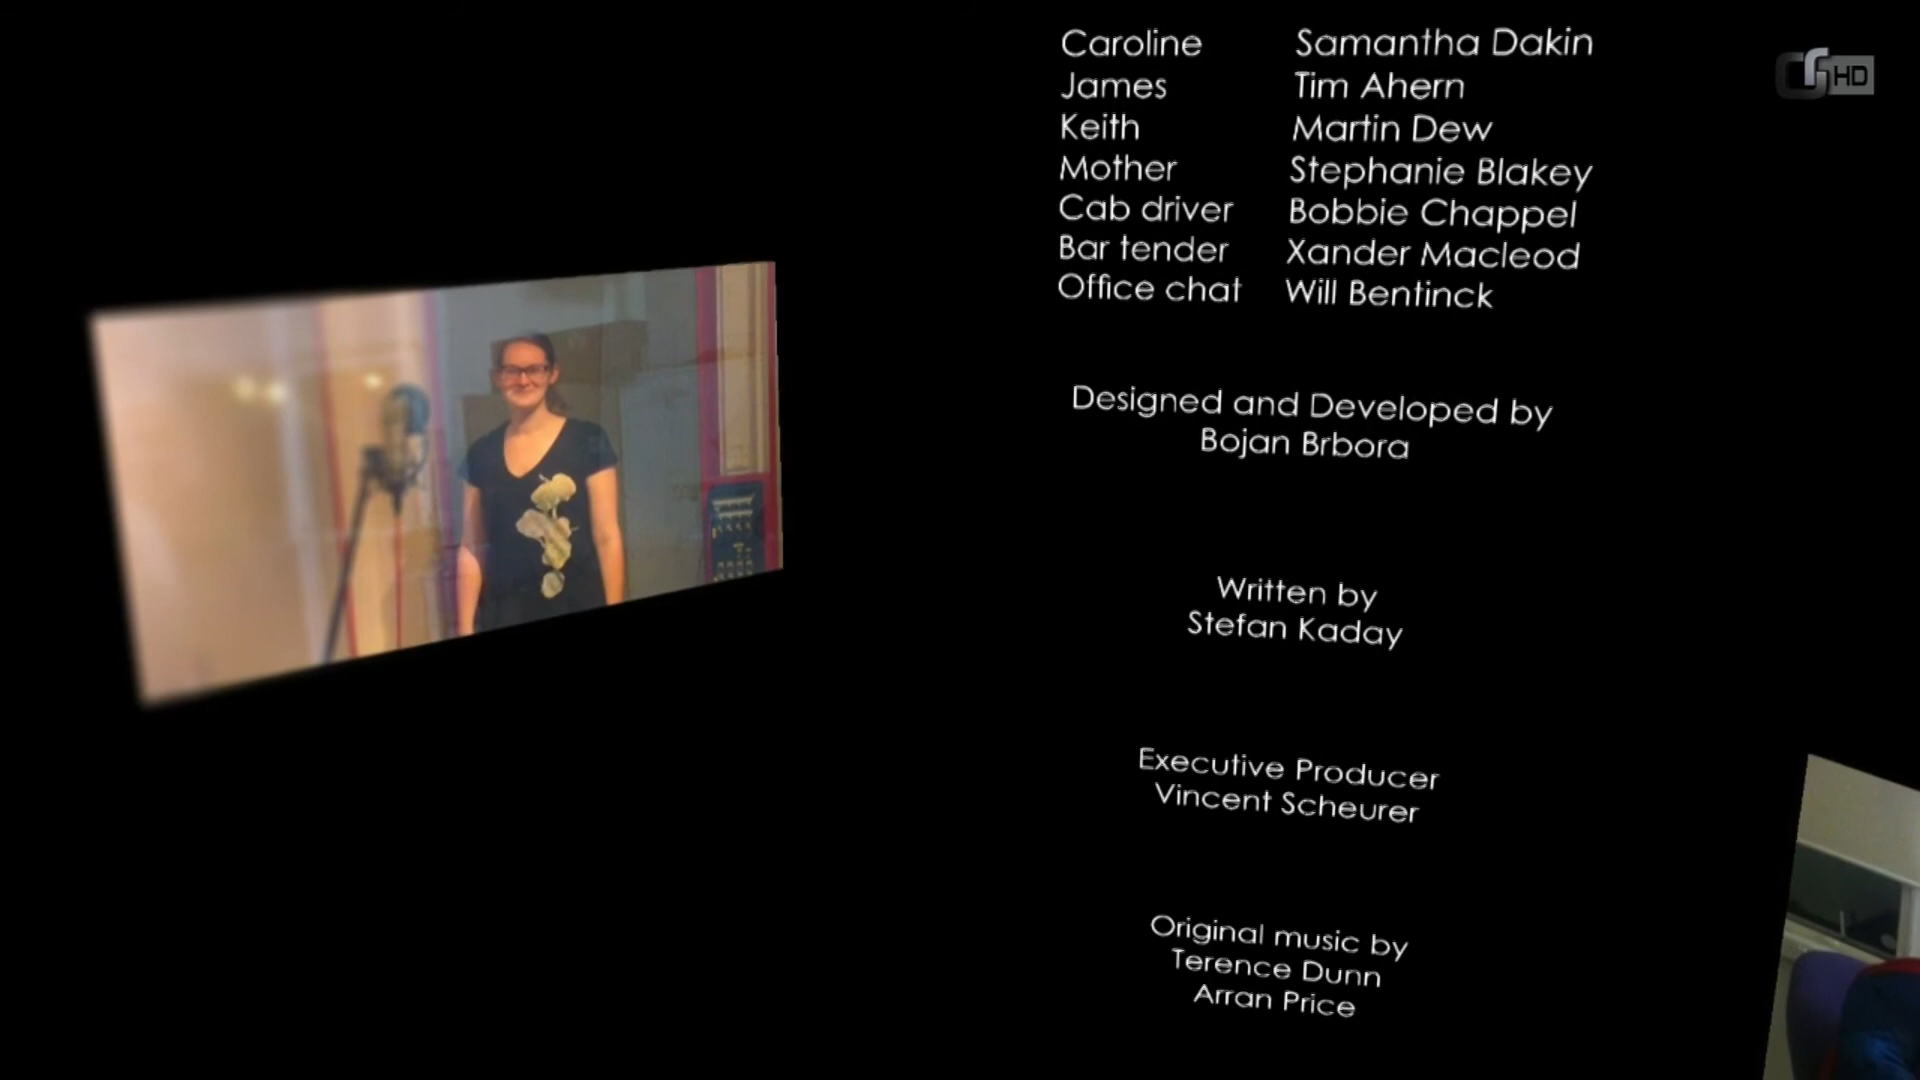 Caroline Samantha Dakin
James Tim Ahern
Keith Martin Dew
Mother Stephanie Blakey
Cab driver Bobbie Chappel
Bar tender Xander Macleod
Office chat Will Bentinck
Designed and Developed by
Bojan Brbora
Written by
Stefan Kaday
Executive Producer
Vincent Scheurer
Original music by
Terence Dunn
Arran Price
HD